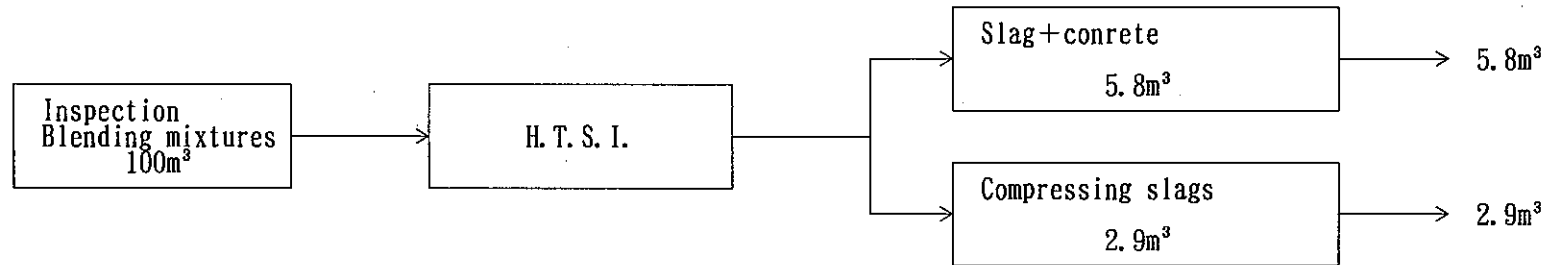 Inspection
Blending mixtures
100m³
H.T.S.I.
Slag+conrete
5.8m³
5.8m³
Compressing slags
2.9m³
2.9m³